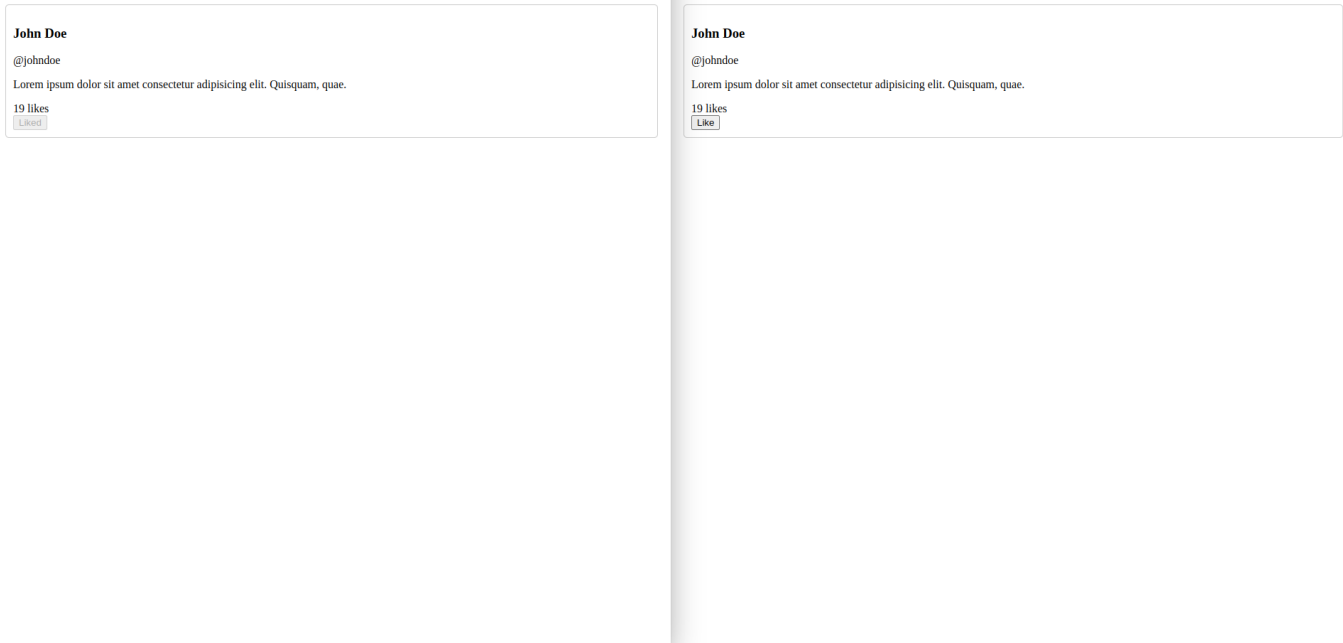 John Doe
@johndoe
Lorem ipsum dolor sit amet consectetur adipisicing elit. Quisquam, quae.
19 likes
Liked
John Doe
@johndoe
Lorem ipsum dolor sit amet consectetur adipisicing elit. Quisquam, quae.
19 likes
Like